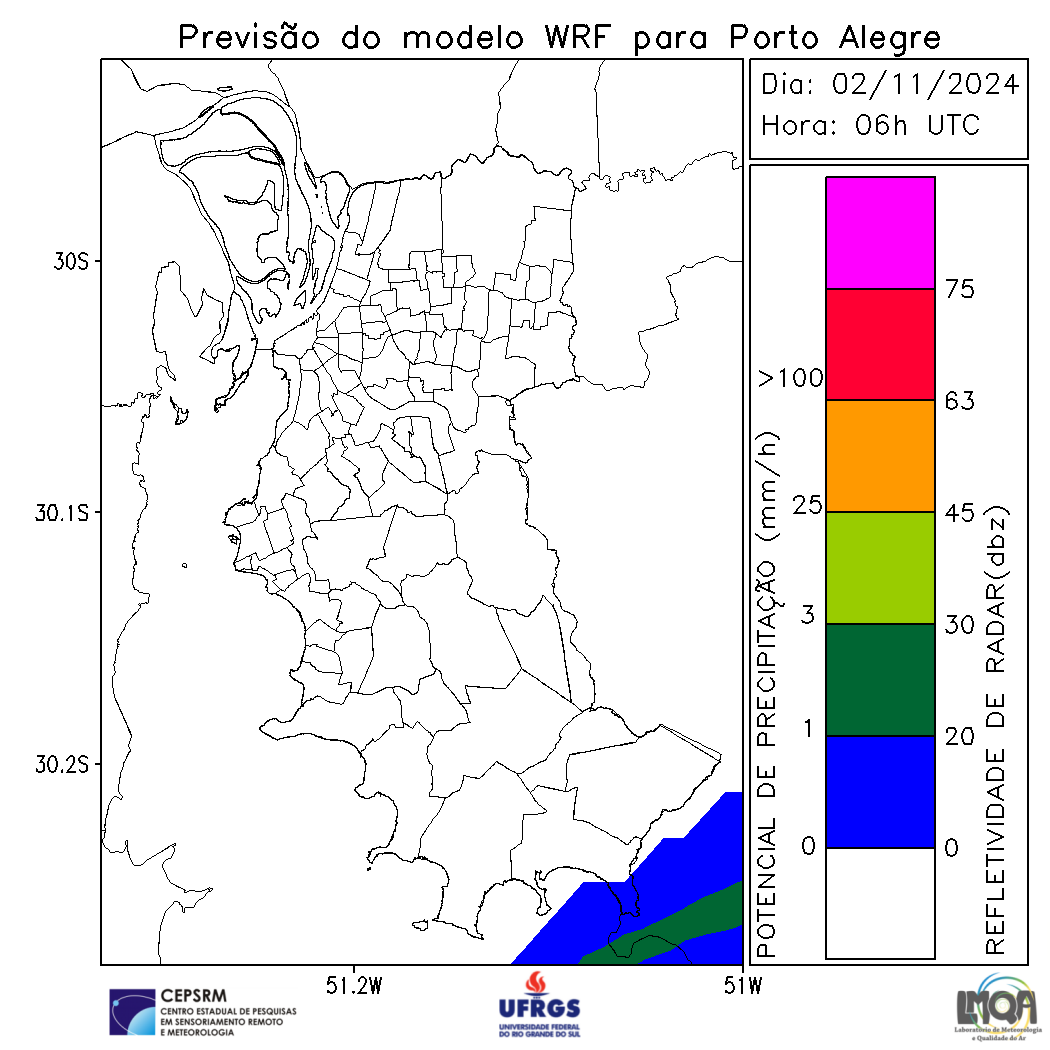 Previsão do modelo WRF para Porto Alegre
Dia: 02/11/2024
Hora: 06h UTC
30S
30.1S
30.2S
51.2W
51W
POTENCIAL DE PRECIPITAÇÃO (mm/h)
>100
25
3
1
0
75
63
45
30
20
0
REFLETIVIDADE DE RADAR(dbz)
CEPSRM
CENTRO ESTADUAL DE PESQUISAS
EM SENSORIAMENTO REMOTO
E METEOROLOGIA
UFRGS
UNIVERSIDADE FEDERAL
DO RIO GRANDE DO SUL
LMQA
Laboratório de Meteorologia
e Qualidade do Ar